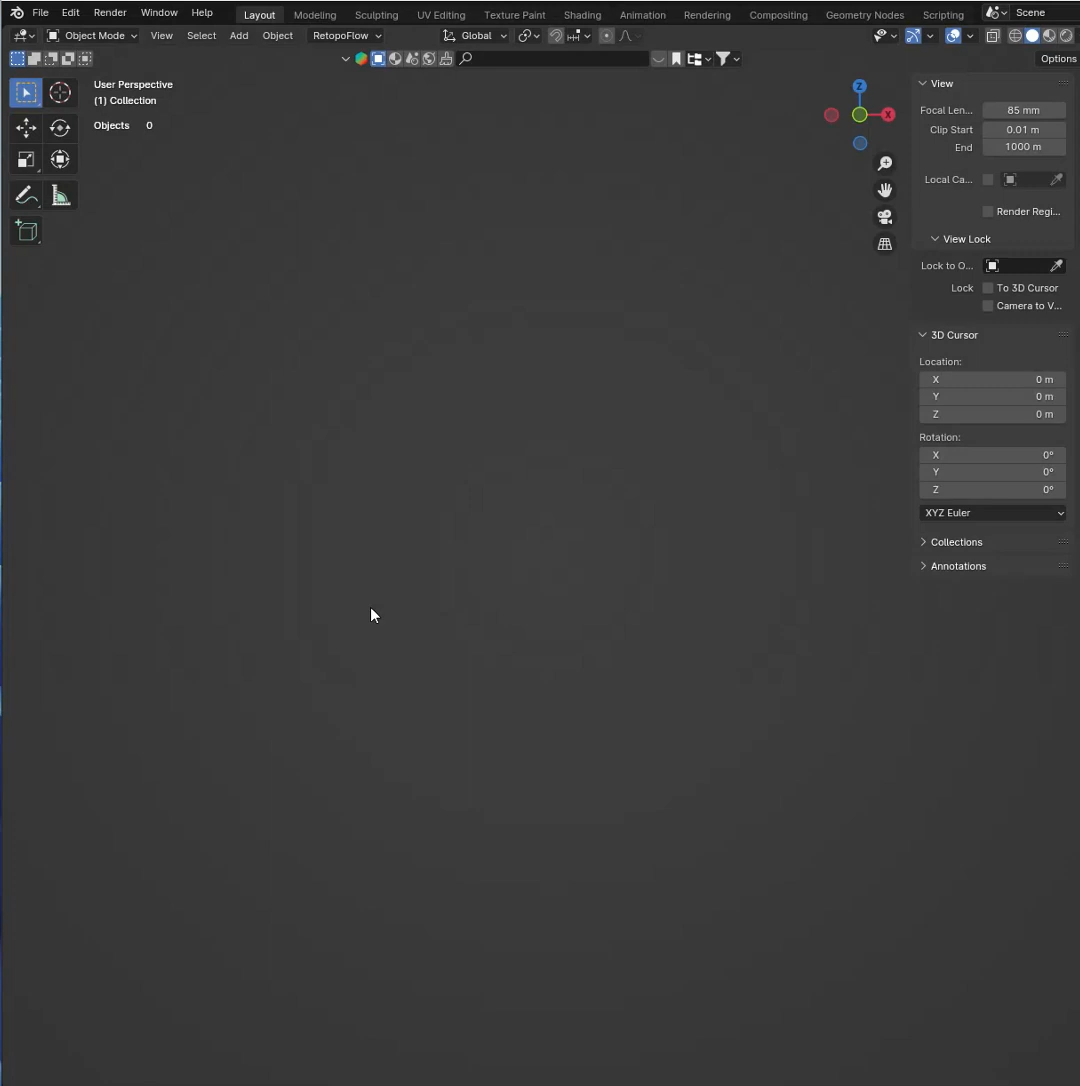 File Edit Render Window Help Layout Modeling Sculpting UV Editing Texture Paint Shading Animation Rendering Compositing Geometry Nodes Scripting Scene
Object Mode View Select Add Object RetopoFlow Global
Options
User Perspective
(1) Collection
Objects 0
Z
X
View
Focal Len... 85 mm
Clip Start 0.01 m
End 1000 m
Local Ca...
Render Regi...
View Lock
Lock to O...
Lock To 3D Cursor
Camera to V...
3D Cursor
Location:
X 0 m
Y 0 m
Z 0 m
Rotation:
X 0°
Y 0°
Z 0°
XYZ Euler
Collections
Annotations